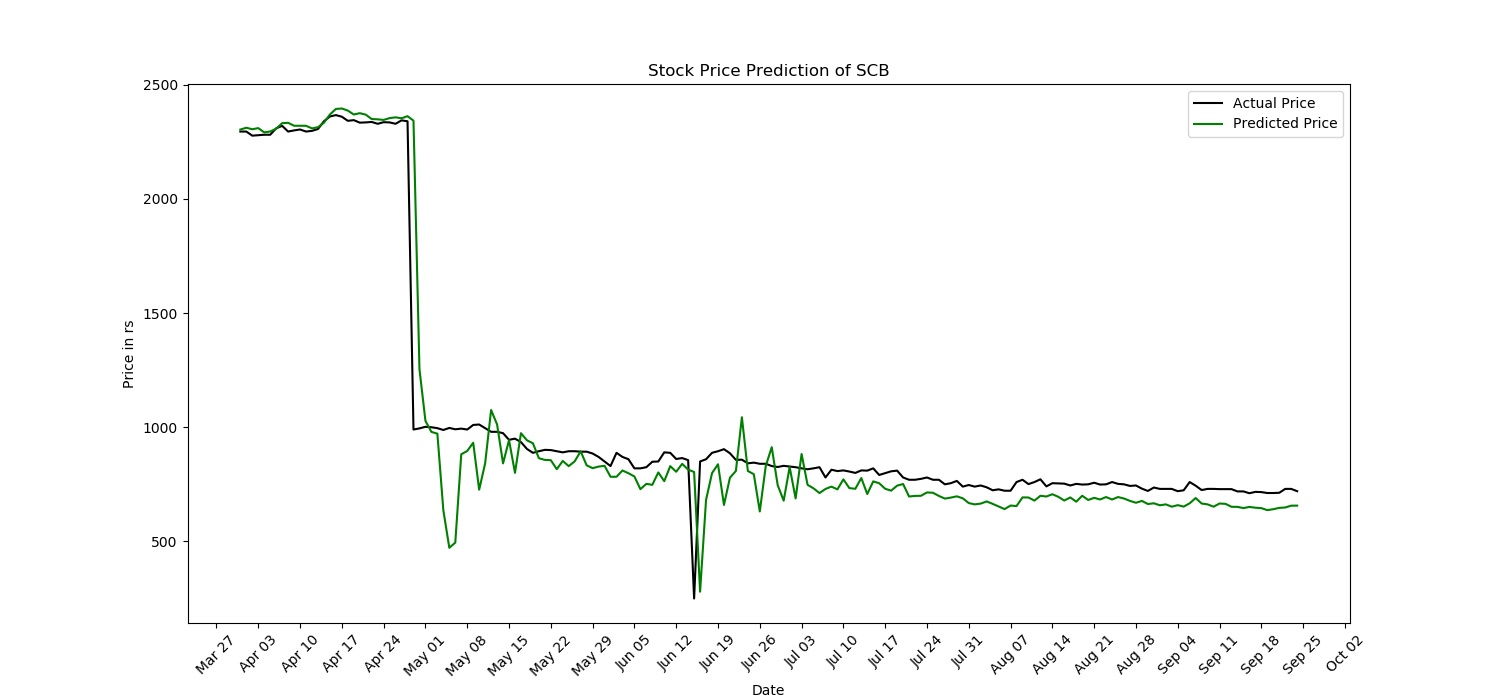 Stock Price Prediction of SCB
Actual Price
Predicted Price
Price in rs
2500
2000
1500
1000
500
Mar 27
Apr 03
Apr 10
Apr 17
Apr 24
May 01
May 08
May 15
May 22
May 29
Jun 05
Jun 12
Jun 19
Jun 26
Jul 03
Jul 10
Jul 17
Jul 24
Jul 31
Aug 07
Aug 14
Aug 21
Aug 28
Sep 04
Sep 11
Sep 18
Sep 25
Oct 02
Date